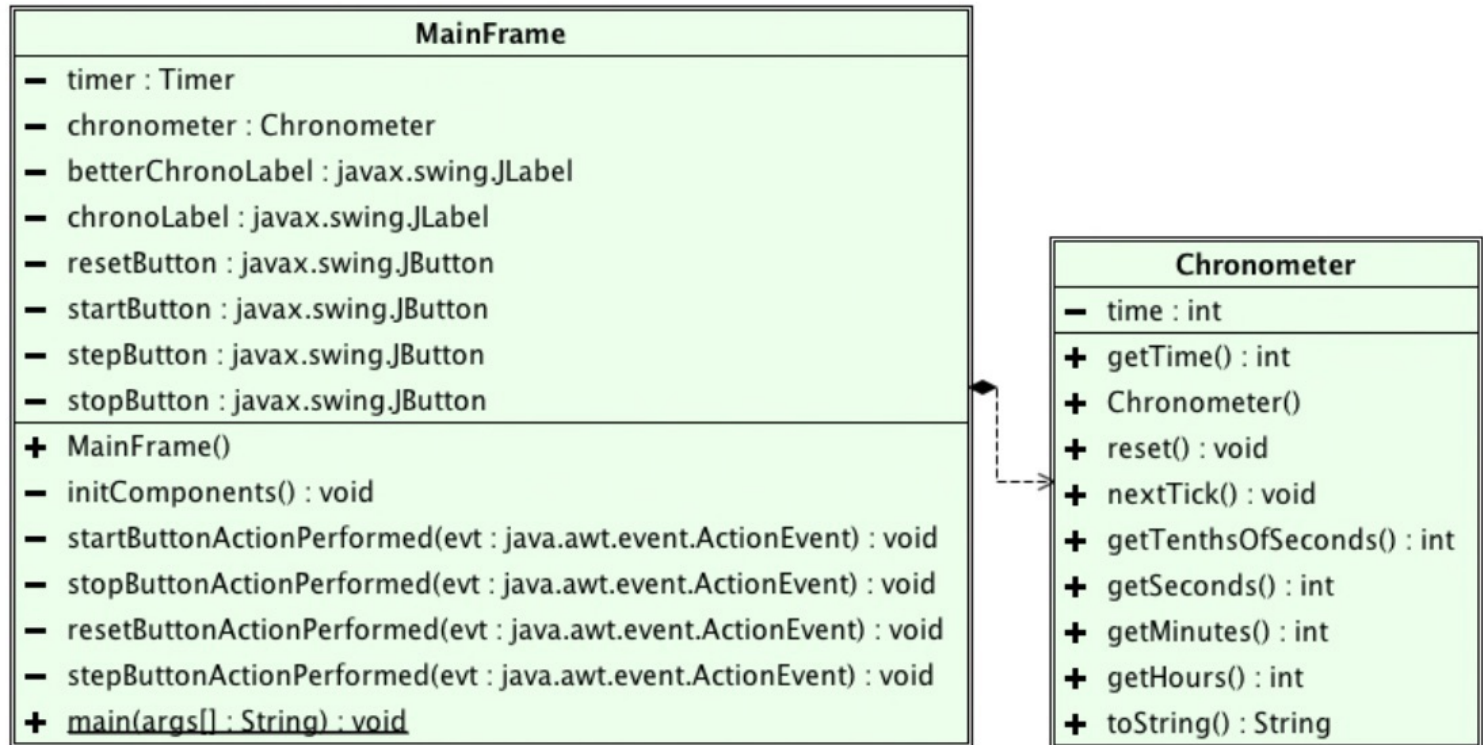 MainFrame
− timer : Timer
− chronometer : Chronometer
− betterChronoLabel : javax.swing.JLabel
− chronoLabel : javax.swing.JLabel
− resetButton : javax.swing.JButton
− startButton : javax.swing.JButton
− stepButton : javax.swing.JButton
− stopButton : javax.swing.JButton
+ MainFrame()
− initComponents() : void
− startButtonActionPerformed(evt : java.awt.event.ActionEvent) : void
− stopButtonActionPerformed(evt : java.awt.event.ActionEvent) : void
− resetButtonActionPerformed(evt : java.awt.event.ActionEvent) : void
− stepButtonActionPerformed(evt : java.awt.event.ActionEvent) : void
+ main(args[] : String) : void
Chronometer
− time : int
+ getTime() : int
+ Chronometer()
+ reset() : void
+ nextTick() : void
+ getTenthsOfSeconds() : int
+ getSeconds() : int
+ getMinutes() : int
+ getHours() : int
+ toString() : String